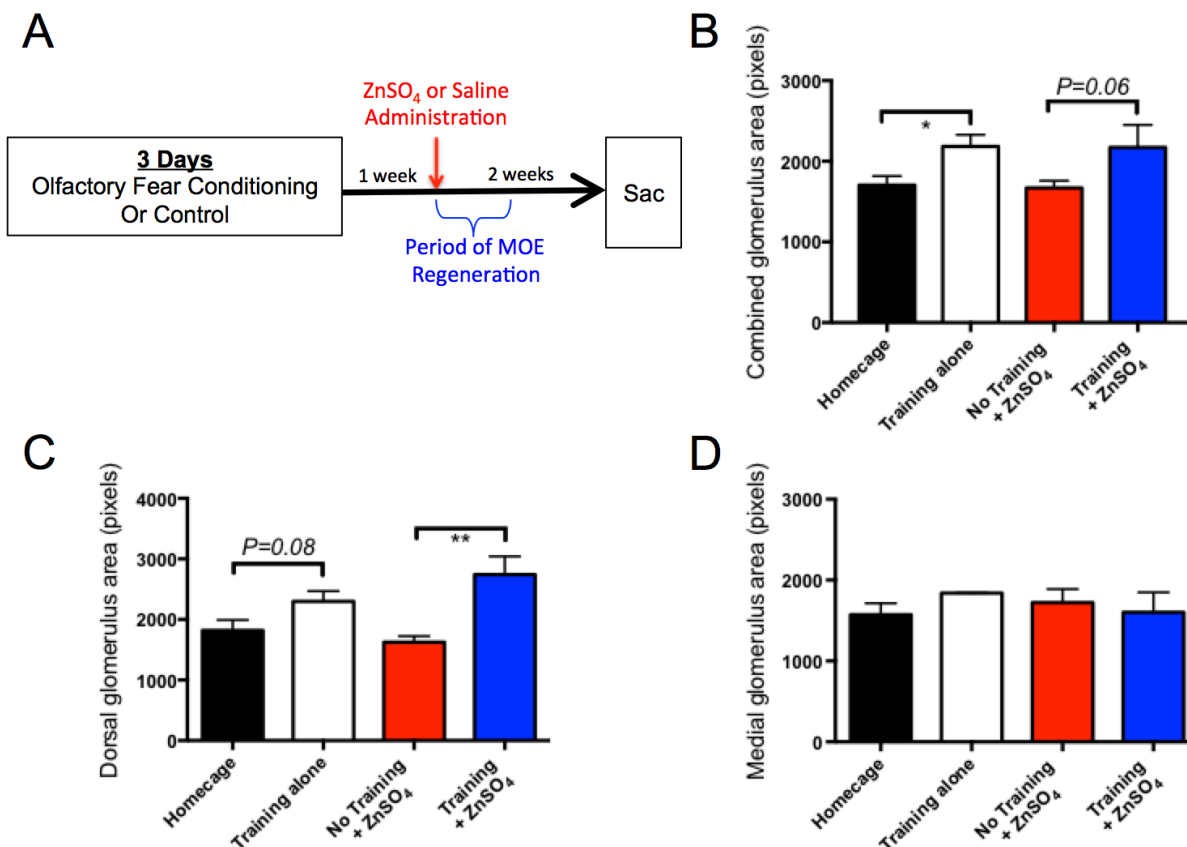 A
ZnSO₄ or Saline
Administration
3 Days
Olfactory Fear Conditioning
Or Control
1 week
2 weeks
Sac
Period of MOE
Regeneration
B
Combined glomerulus area (pixels)
3000
2000
1000
0
*
P=0.06
Homecage
Training alone
No Training
+ ZnSO₄
Training
+ ZnSO₄
C
Dorsal glomerulus area (pixels)
4000
3000
2000
1000
0
P=0.08
**
Homecage
Training alone
No Training
+ ZnSO₄
Training
+ ZnSO₄
D
Medial glomerulus area (pixels)
3000
2000
1000
0
Homecage
Training alone
No Training
+ ZnSO₄
Training
+ ZnSO₄